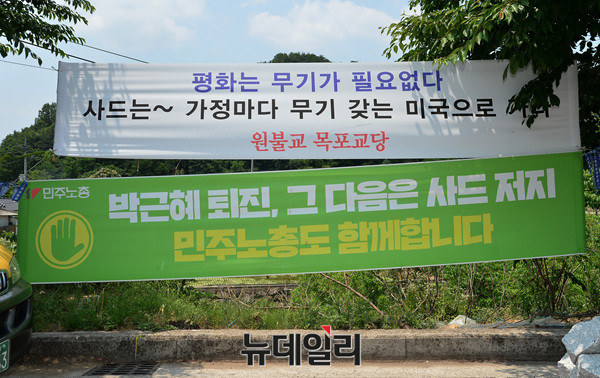 평화는 무기가 필요없다
사드는~ 가정마다 무기 갖는 미국으로
원불교 목포교당
민주노총
박근혜 퇴진, 그 다음은 사드 저지
민주노총도 함께합니다
3
뉴데일리